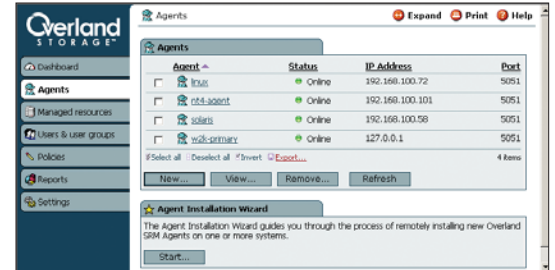 Overland
STORAGE
Agents
Expand Print Help
Dashboard
Agents
Managed resources
Users & user groups
Policies
Reports
Settings
Agents
Agent Status IP Address Port
linux Online 192.168.100.72 5051
nt4-agent Online 192.168.100.101 5051
solaris Online 192.168.100.58 5051
w2k-primary Online 127.0.0.1 5051
Select all Deselect all Invert Export... 4 items
New... View... Remove... Refresh
Agent Installation Wizard
The Agent Installation Wizard guides you through the process of remotely installing new Overland
SRM Agents on one or more systems.
Start...